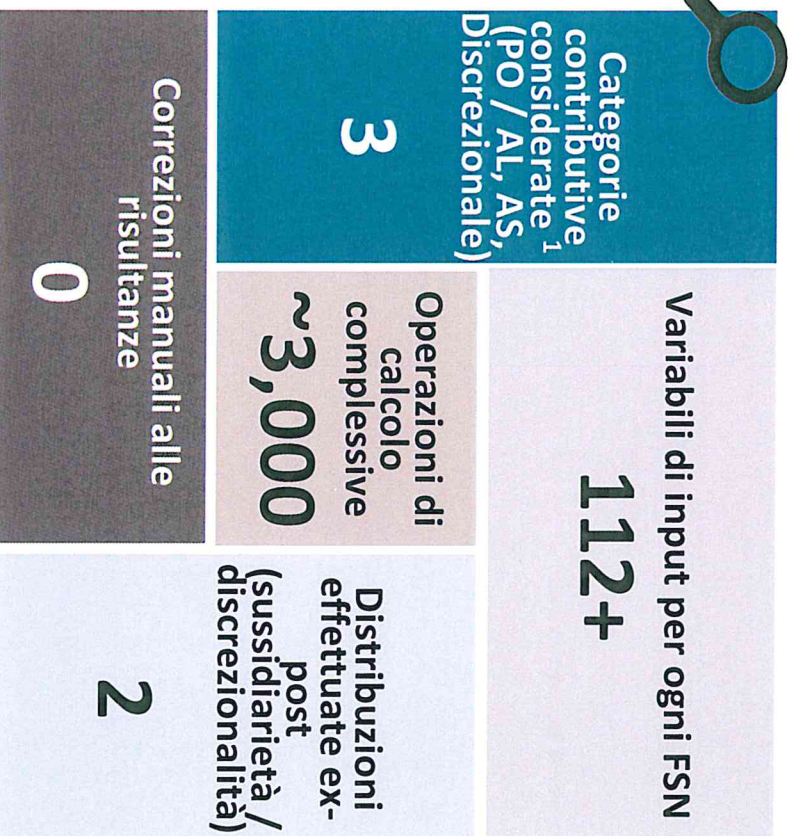 Categorie
contributive
considerate ¹
(PO / AL, AS,
Discrezionale)
3
Variabili di input per ogni FSN
112+
Operazioni di
calcolo
complessive
~3,000
Correzioni manuali alle
risultanze
0
Distribuzioni
effettuate ex-
post
(sussidiarietà /
discrezionalità)
2